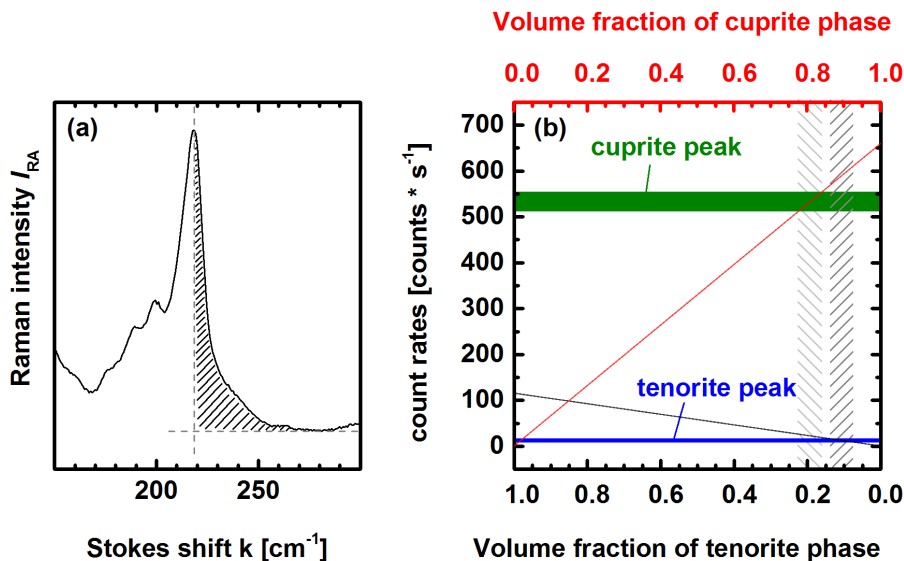 (a)
Raman intensity I_RA
200 250
Stokes shift k [cm⁻¹]
Volume fraction of cuprite phase
0.0 0.2 0.4 0.6 0.8 1.0
(b)
700
600
500
400
300
200
100
0
count rates [counts * s⁻¹]
cuprite peak
tenorite peak
1.0 0.8 0.6 0.4 0.2 0.0
Volume fraction of tenorite phase